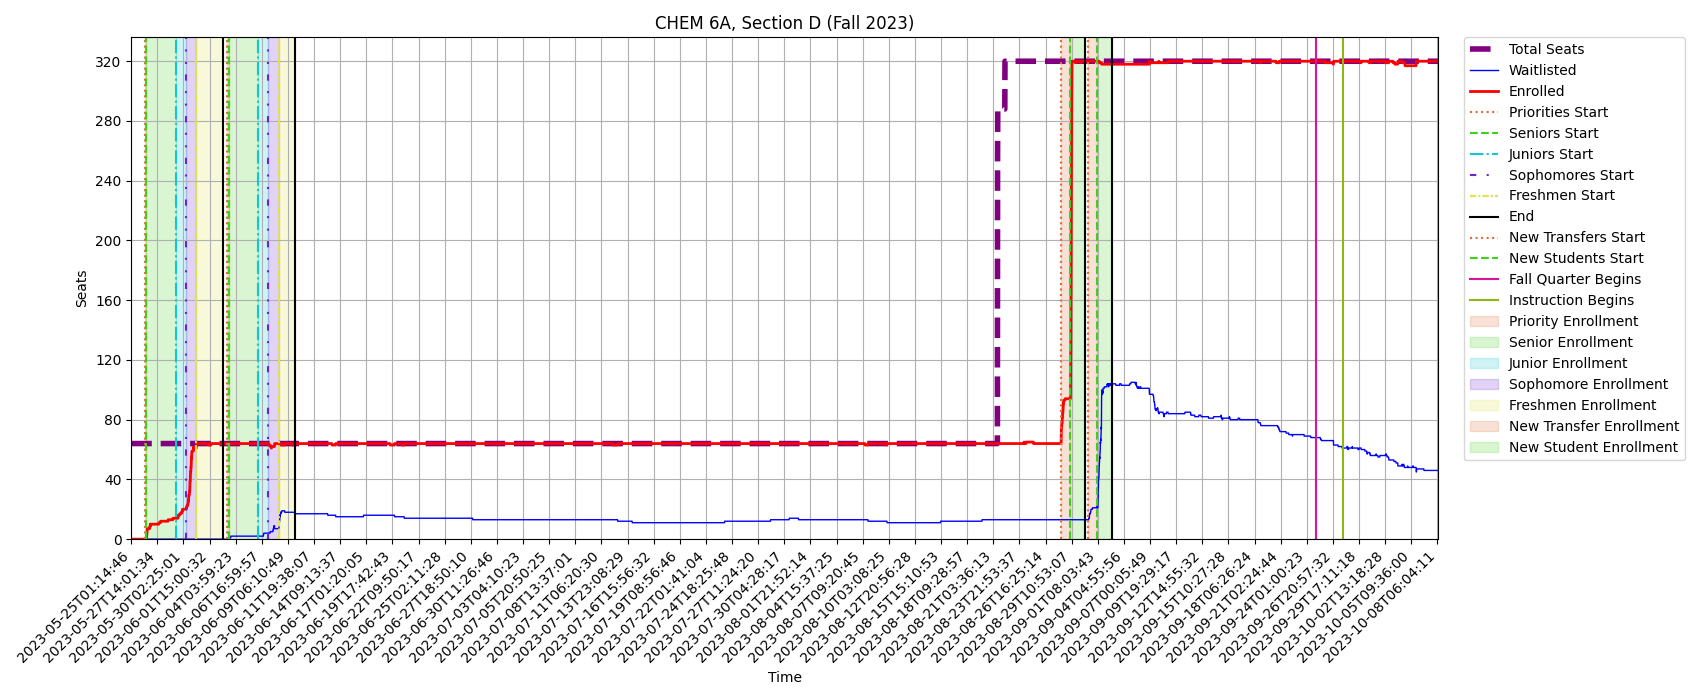 CHEM 6A, Section D (Fall 2023)
320
280
240
200
160
120
80
40
0
Seats
2023-05-25T01:14:46
2023-05-27T14:01:34
2023-05-30T02:25:01
2023-06-01T15:00:32
2023-06-04T03:59:23
2023-06-06T16:59:57
2023-06-09T06:10:49
2023-06-11T19:38:07
2023-06-14T09:13:37
2023-06-17T01:20:05
2023-06-19T17:42:43
2023-06-22T09:50:17
2023-06-25T02:11:28
2023-06-27T18:50:10
2023-06-30T11:26:46
2023-07-03T04:10:23
2023-07-05T20:50:25
2023-07-08T13:37:01
2023-07-11T06:20:30
2023-07-13T23:08:29
2023-07-16T15:56:32
2023-07-19T08:56:46
2023-07-22T01:41:04
2023-07-24T18:25:48
2023-07-27T11:24:20
2023-07-30T04:28:17
2023-08-01T21:52:14
2023-08-04T15:37:25
2023-08-07T09:20:45
2023-08-10T03:08:25
2023-08-12T20:56:28
2023-08-15T15:10:53
2023-08-18T09:28:57
2023-08-21T03:36:13
2023-08-23T21:53:37
2023-08-26T16:25:14
2023-08-29T10:53:07
2023-09-01T08:03:43
2023-09-04T04:55:56
2023-09-07T00:05:49
2023-09-09T19:29:17
2023-09-12T14:55:32
2023-09-15T10:27:28
2023-09-18T06:26:24
2023-09-21T02:24:44
2023-09-24T01:00:23
2023-09-26T20:57:32
2023-09-29T17:11:18
2023-10-02T13:18:28
2023-10-05T09:36:00
2023-10-08T06:04:11
Time
Total Seats
Waitlisted
Enrolled
Priorities Start
Seniors Start
Juniors Start
Sophomores Start
Freshmen Start
End
New Transfers Start
New Students Start
Fall Quarter Begins
Instruction Begins
Priority Enrollment
Senior Enrollment
Junior Enrollment
Sophomore Enrollment
Freshmen Enrollment
New Transfer Enrollment
New Student Enrollment